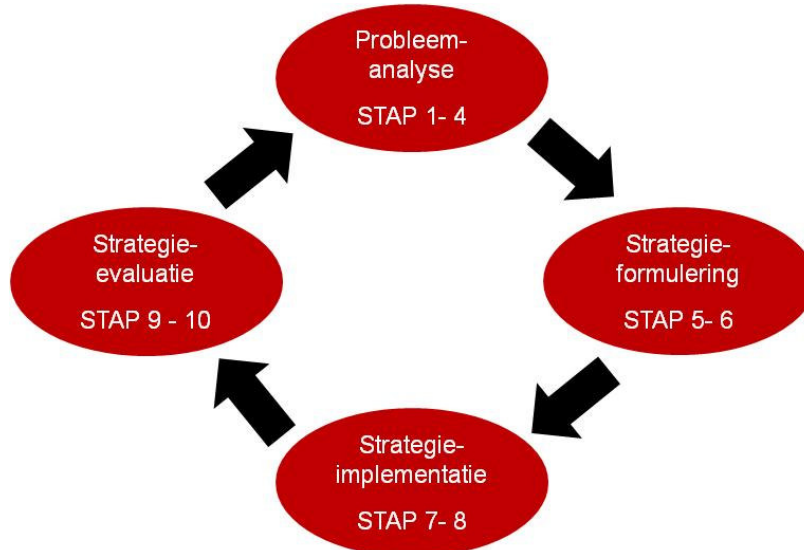 Probleem-
analyse
STAP 1- 4
Strategie-
formulering
STAP 5- 6
Strategie-
implementatie
STAP 7- 8
Strategie-
evaluatie
STAP 9 - 10